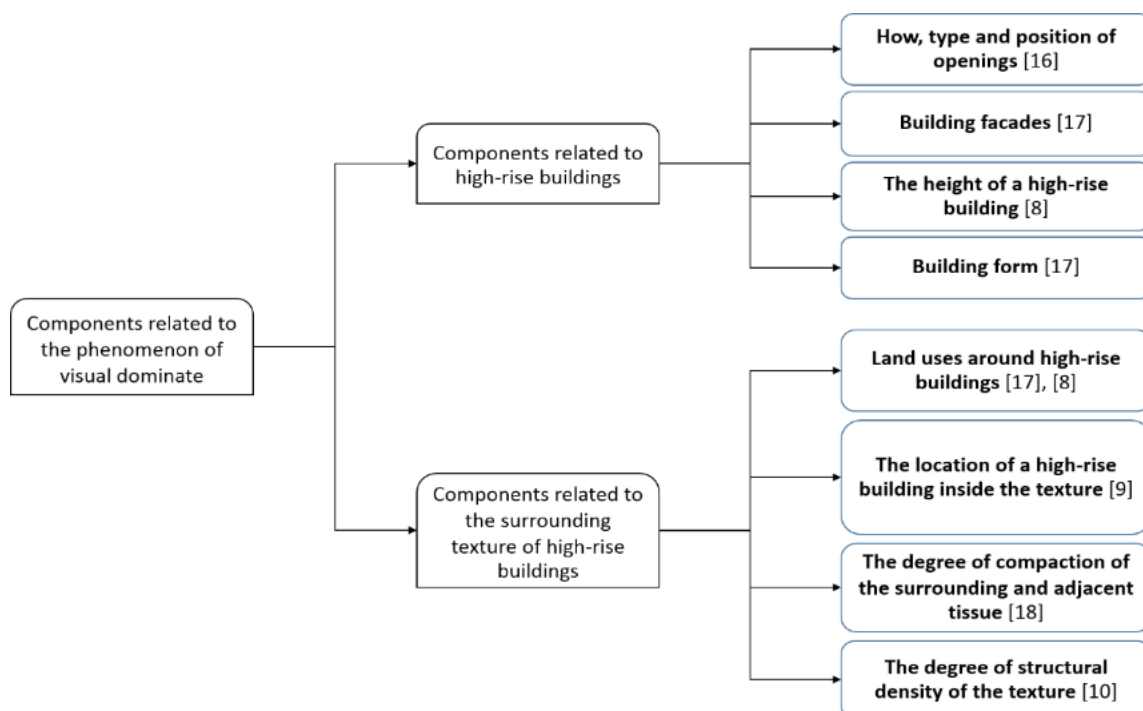 Components related to
the phenomenon of
visual dominate
Components related to
high-rise buildings
How, type and position of
openings [16]
Building facades [17]
The height of a high-rise
building [8]
Building form [17]
Components related to
the surrounding
texture of high-rise
buildings
Land uses around high-rise
buildings [17], [8]
The location of a high-rise
building inside the texture [9]
The degree of compaction of
the surrounding and adjacent
tissue [18]
The degree of structural
density of the texture [10]